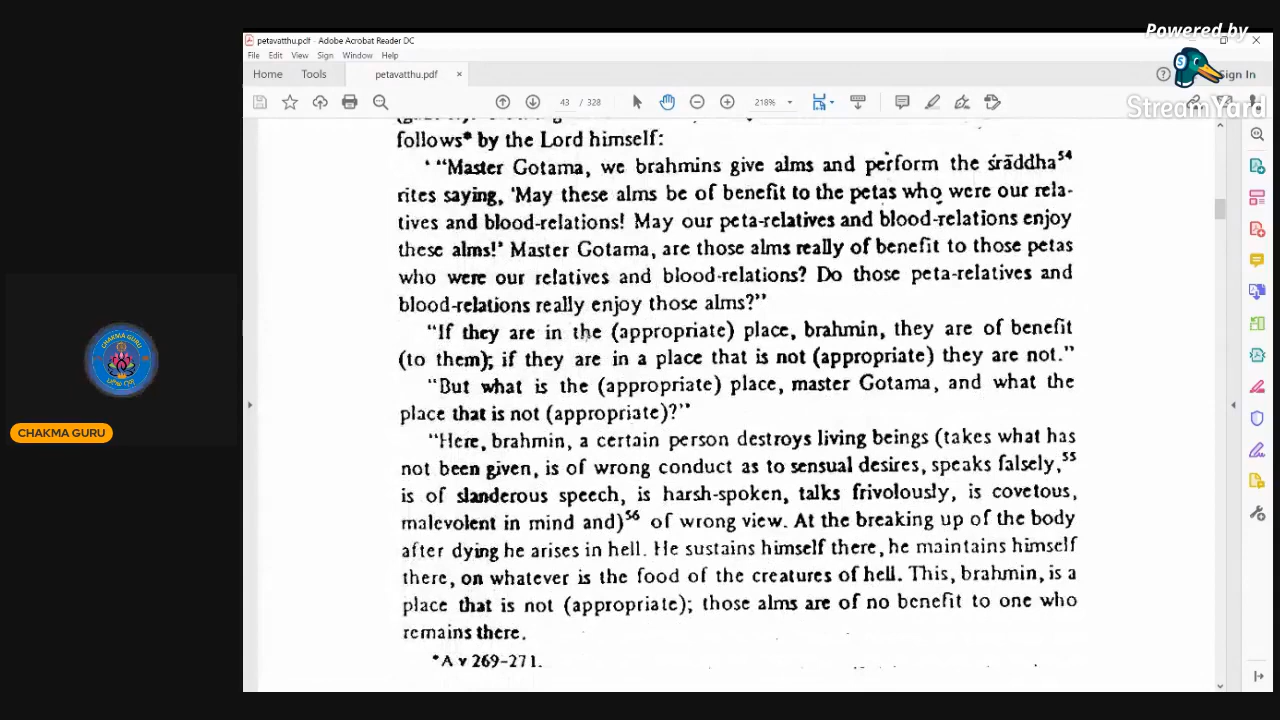 Powered by
StreamYard
petavatthu.pdf - Adobe Acrobat Reader DC
File Edit View Sign Window Help
Home Tools petavatthu.pdf × Sign In
43 / 328 218%
follows* by the Lord himself:
‘ “Master Gotama, we brahmins give alms and perform the śrāddha54
rites saying, ‘May these alms be of benefit to the petas who were our rela-
tives and blood-relations! May our peta-relatives and blood-relations enjoy
these alms!’ Master Gotama, are those alms really of benefit to those petas
who were our relatives and blood-relations? Do those peta-relatives and
blood-relations really enjoy those alms?”
“If they are in the (appropriate) place, brahmin, they are of benefit
(to them); if they are in a place that is not (appropriate) they are not.”
“But what is the (appropriate) place, master Gotama, and what the
place that is not (appropriate)?”
“Here, brahmin, a certain person destroys living beings (takes what has
not been given, is of wrong conduct as to sensual desires, speaks falsely,55
is of slanderous speech, is harsh-spoken, talks frivolously, is covetous,
malevolent in mind and)56 of wrong view. At the breaking up of the body
after dying he arises in hell. He sustains himself there, he maintains himself
there, on whatever is the food of the creatures of hell. This, brahmin, is a
place that is not (appropriate); those alms are of no benefit to one who
remains there.
*A v 269-271.
CHAKMA GURU
CHAKMA GURU